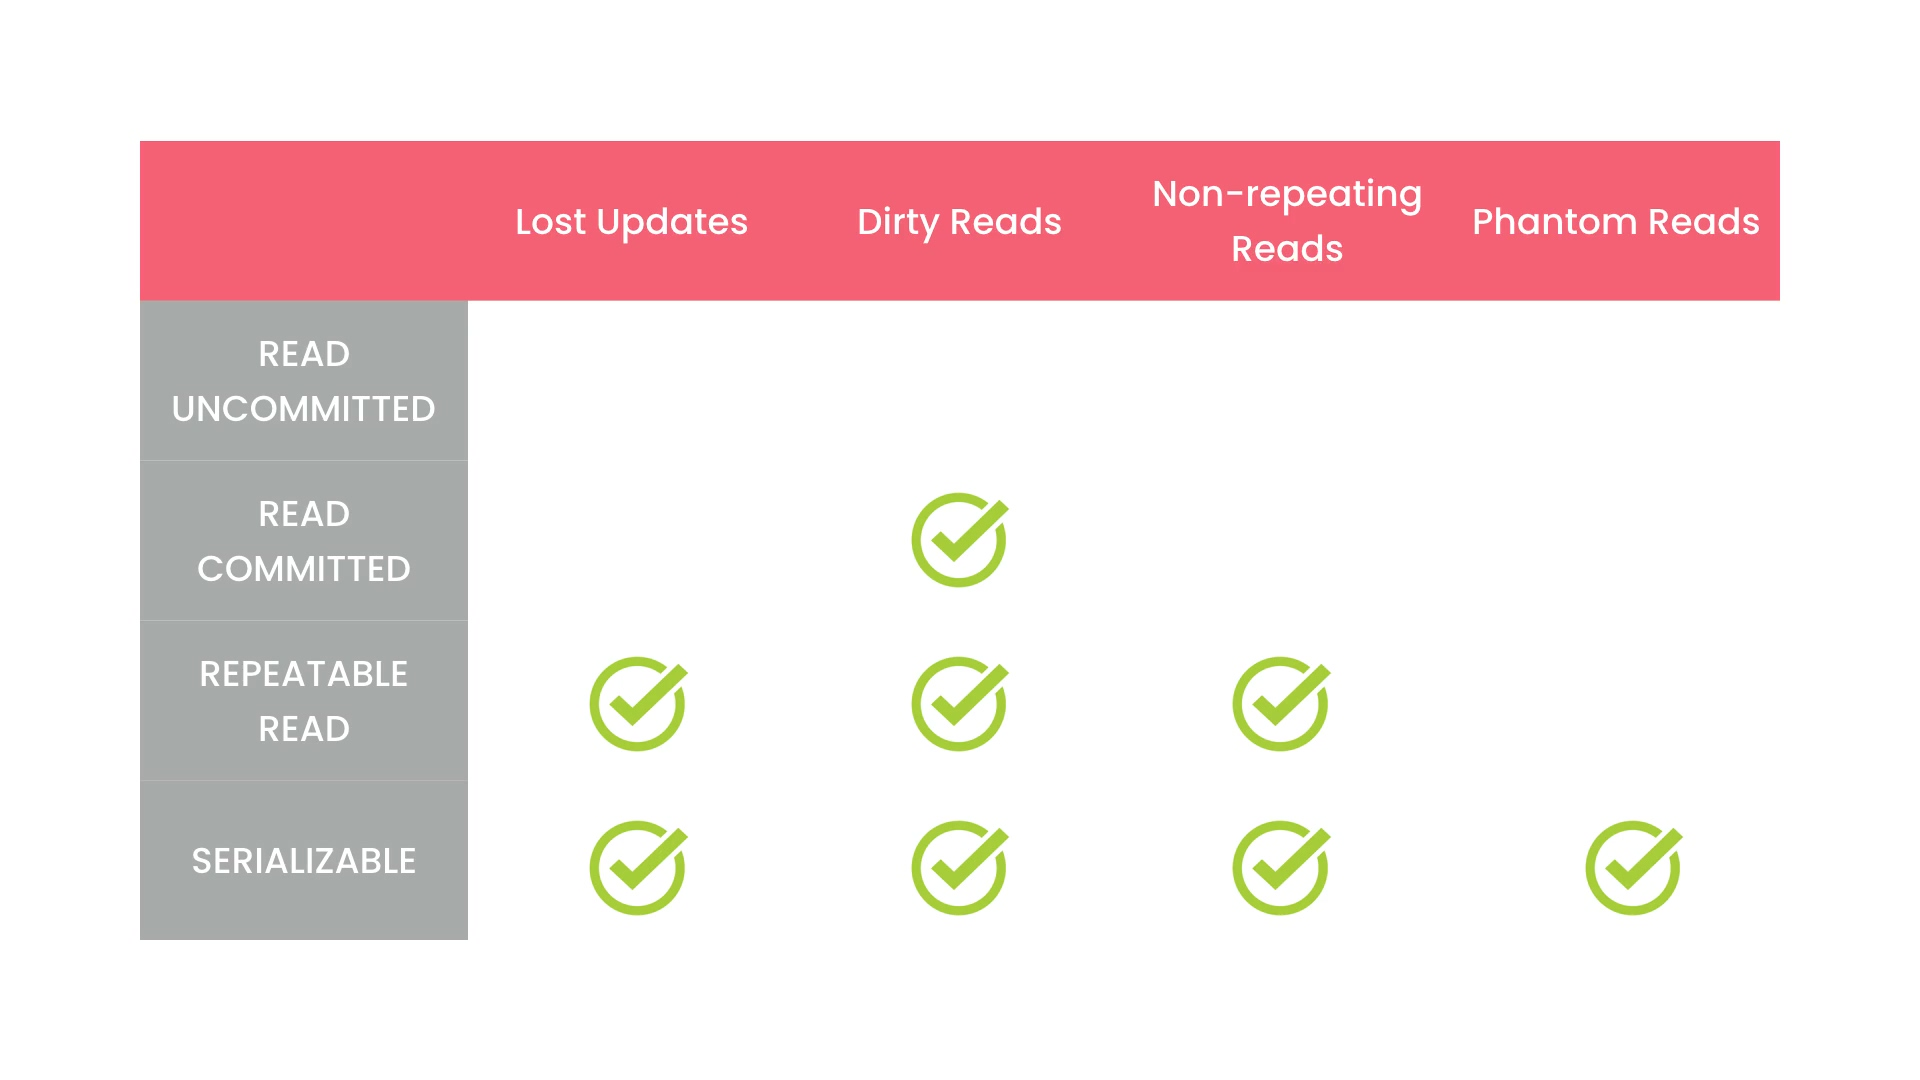 Lost Updates
Dirty Reads
Non-repeating
Reads
Phantom Reads
READ
UNCOMMITTED
READ
COMMITTED
REPEATABLE
READ
SERIALIZABLE